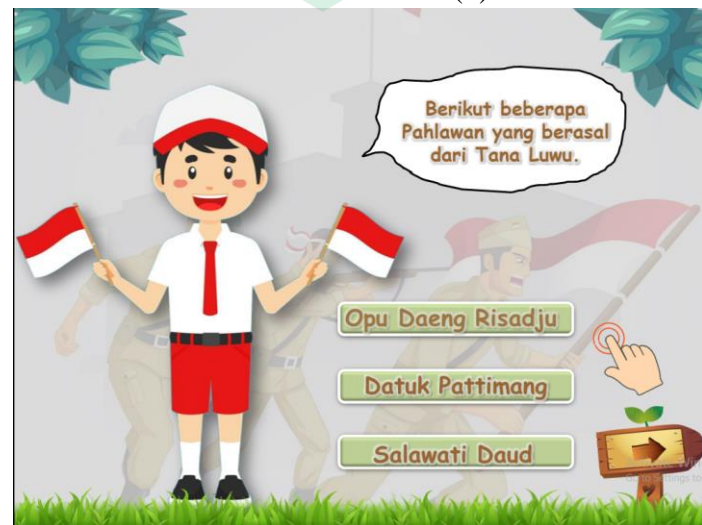 Berikut beberapa
Pahlawan yang berasal
dari Tana Luwu.
Opu Daeng Risadju
Datuk Pattimang
Salawati Daud